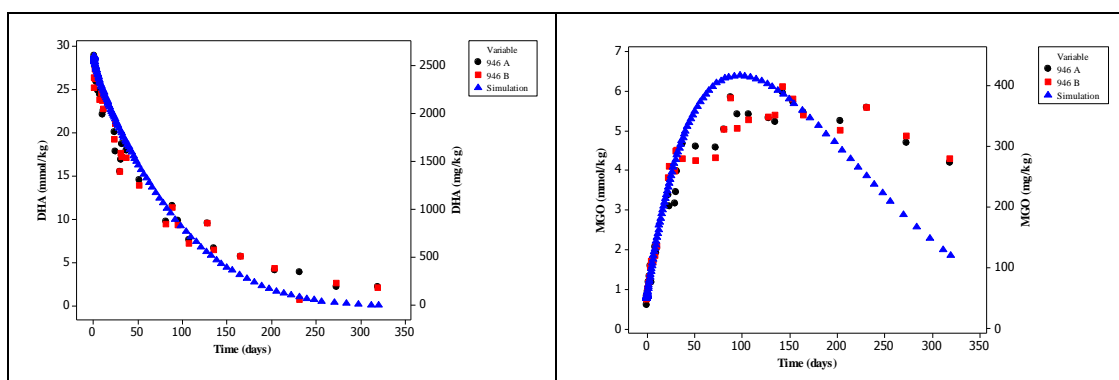 Variable
946 A
946 B
Simulation
30
25
20
15
10
5
0
2500
2000
1500
1000
500
0
DHA (mmol/kg)
DHA (mg/kg)
0 50 100 150 200 250 300 350
Time (days)
Variable
946 A
946 B
Simulation
7
6
5
4
3
2
1
0
400
300
200
100
0
MGO (mmol/kg)
MGO (mg/kg)
0 50 100 150 200 250 300 350
Time (days)